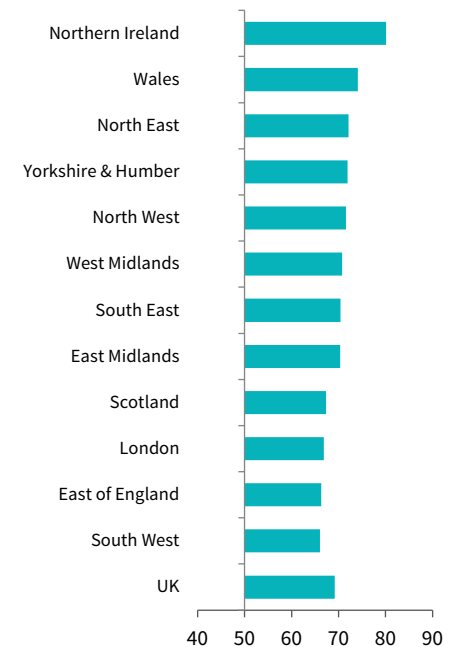 Northern Ireland
Wales
North East
Yorkshire & Humber
North West
West Midlands
South East
East Midlands
Scotland
London
East of England
South West
UK
40 50 60 70 80 90